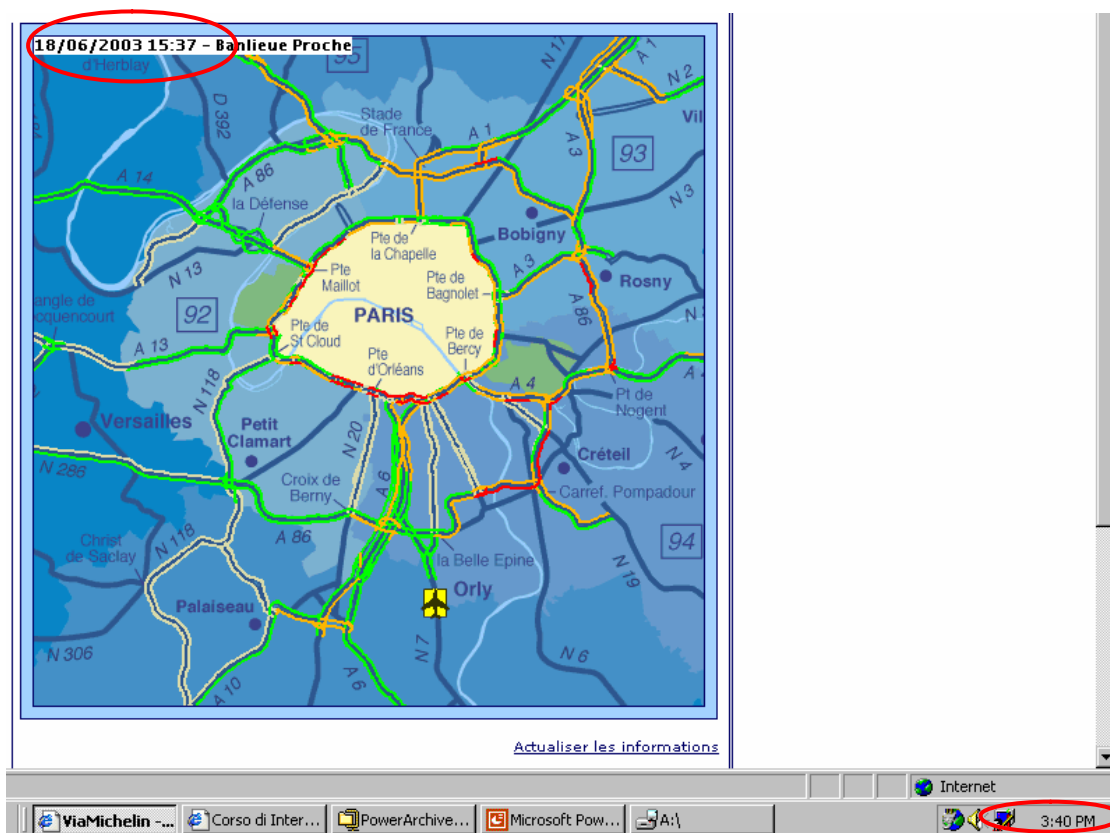 18/06/2003 15:37 - Banlieue Proche
d'Herblay
95
N 17
A 1
N 2
D 392
Stade
de France
A 1
Vil
A 3
93
A 14
A 86
la Défense
N 3
Pte de
la Chapelle
Bobigny
N 13
Pte
Maillot
Pte de
Bagnolet
A 3
Rosny
angle de
cquencourt
92
PARIS
A 86
A 13
Pte de
St Cloud
Pte de
Bercy
Pte
d'Orléans
N 118
A 4
Pt de
Nogent
Versailles
Petit
Clamart
N 20
N 4
N 286
Croix de
Berny
A 6
Créteil
Carref. Pompadour
Christ
de Saclay
N 118
A 86
94
la Belle Epine
N 19
Orly
Palaiseau
N 306
N 7
N 6
A 10
A 6
Actualiser les informations
Internet
ViaMichelin -...
Corso di Inter...
PowerArchive...
Microsoft Pow...
A:\
3:40 PM